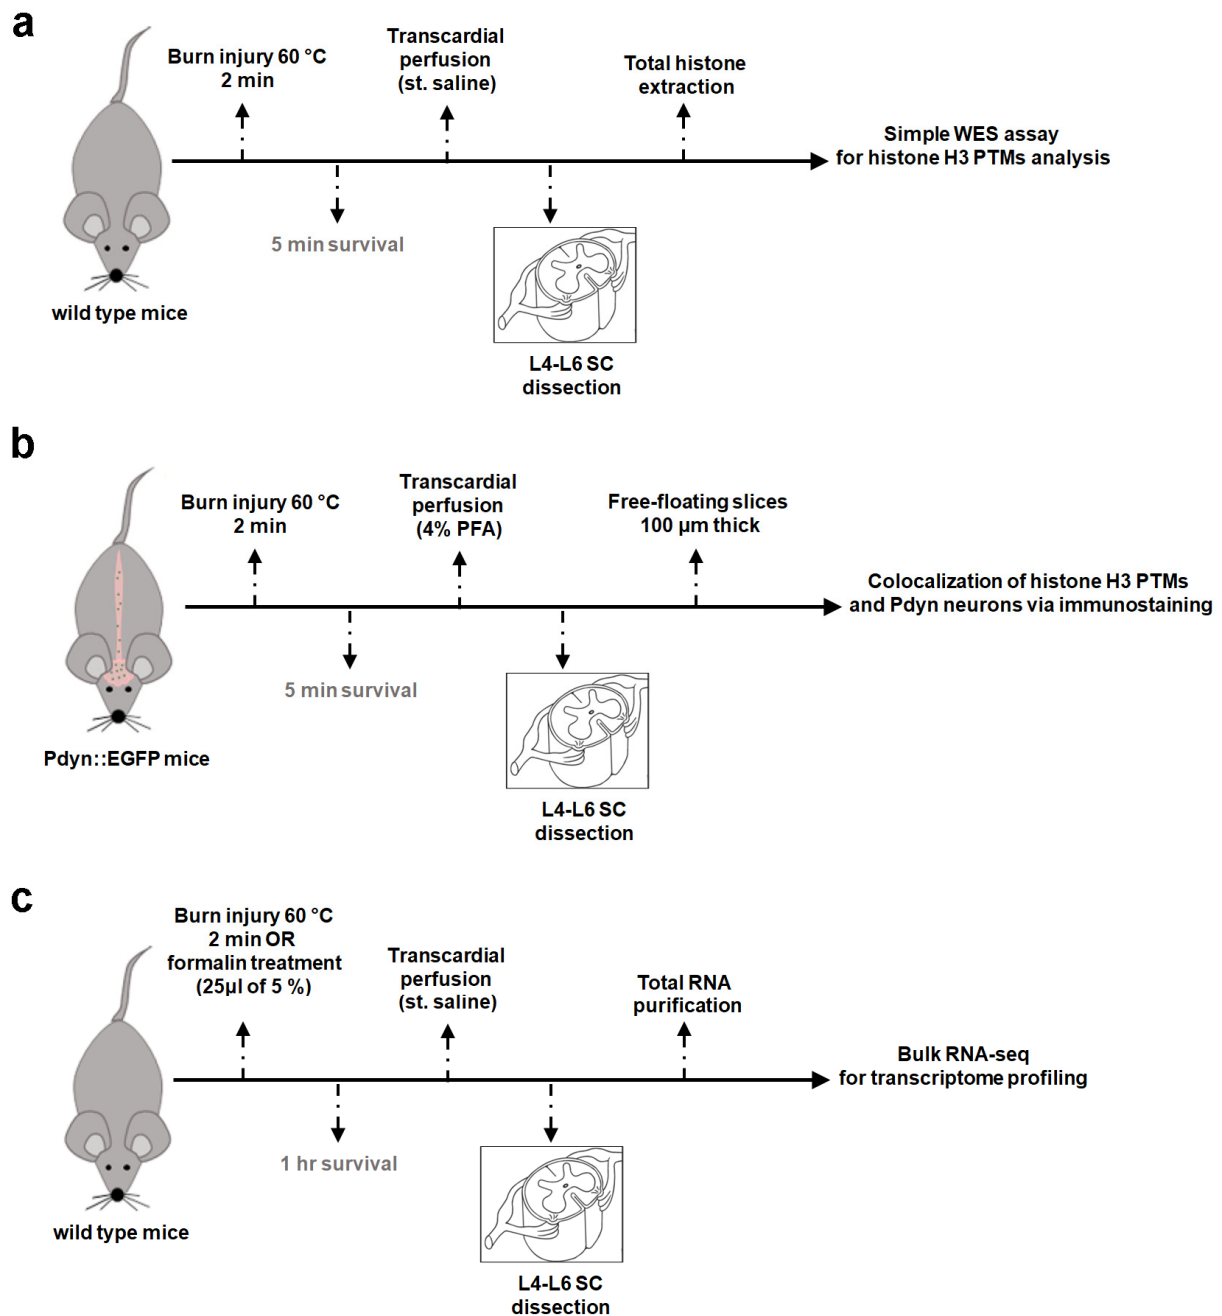 a
Burn injury 60 °C
2 min
Transcardial
perfusion
(st. saline)
Total histone
extraction
Simple WES assay
for histone H3 PTMs analysis
5 min survival
wild type mice
L4-L6 SC
dissection
b
Burn injury 60 °C
2 min
Transcardial
perfusion
(4% PFA)
Free-floating slices
100 µm thick
Colocalization of histone H3 PTMs
and Pdyn neurons via immunostaining
5 min survival
Pdyn::EGFP mice
L4-L6 SC
dissection
c
Burn injury 60 °C
2 min OR
formalin treatment
(25µl of 5 %)
Transcardial
perfusion
(st. saline)
Total RNA
purification
Bulk RNA-seq
for transcriptome profiling
1 hr survival
wild type mice
L4-L6 SC
dissection